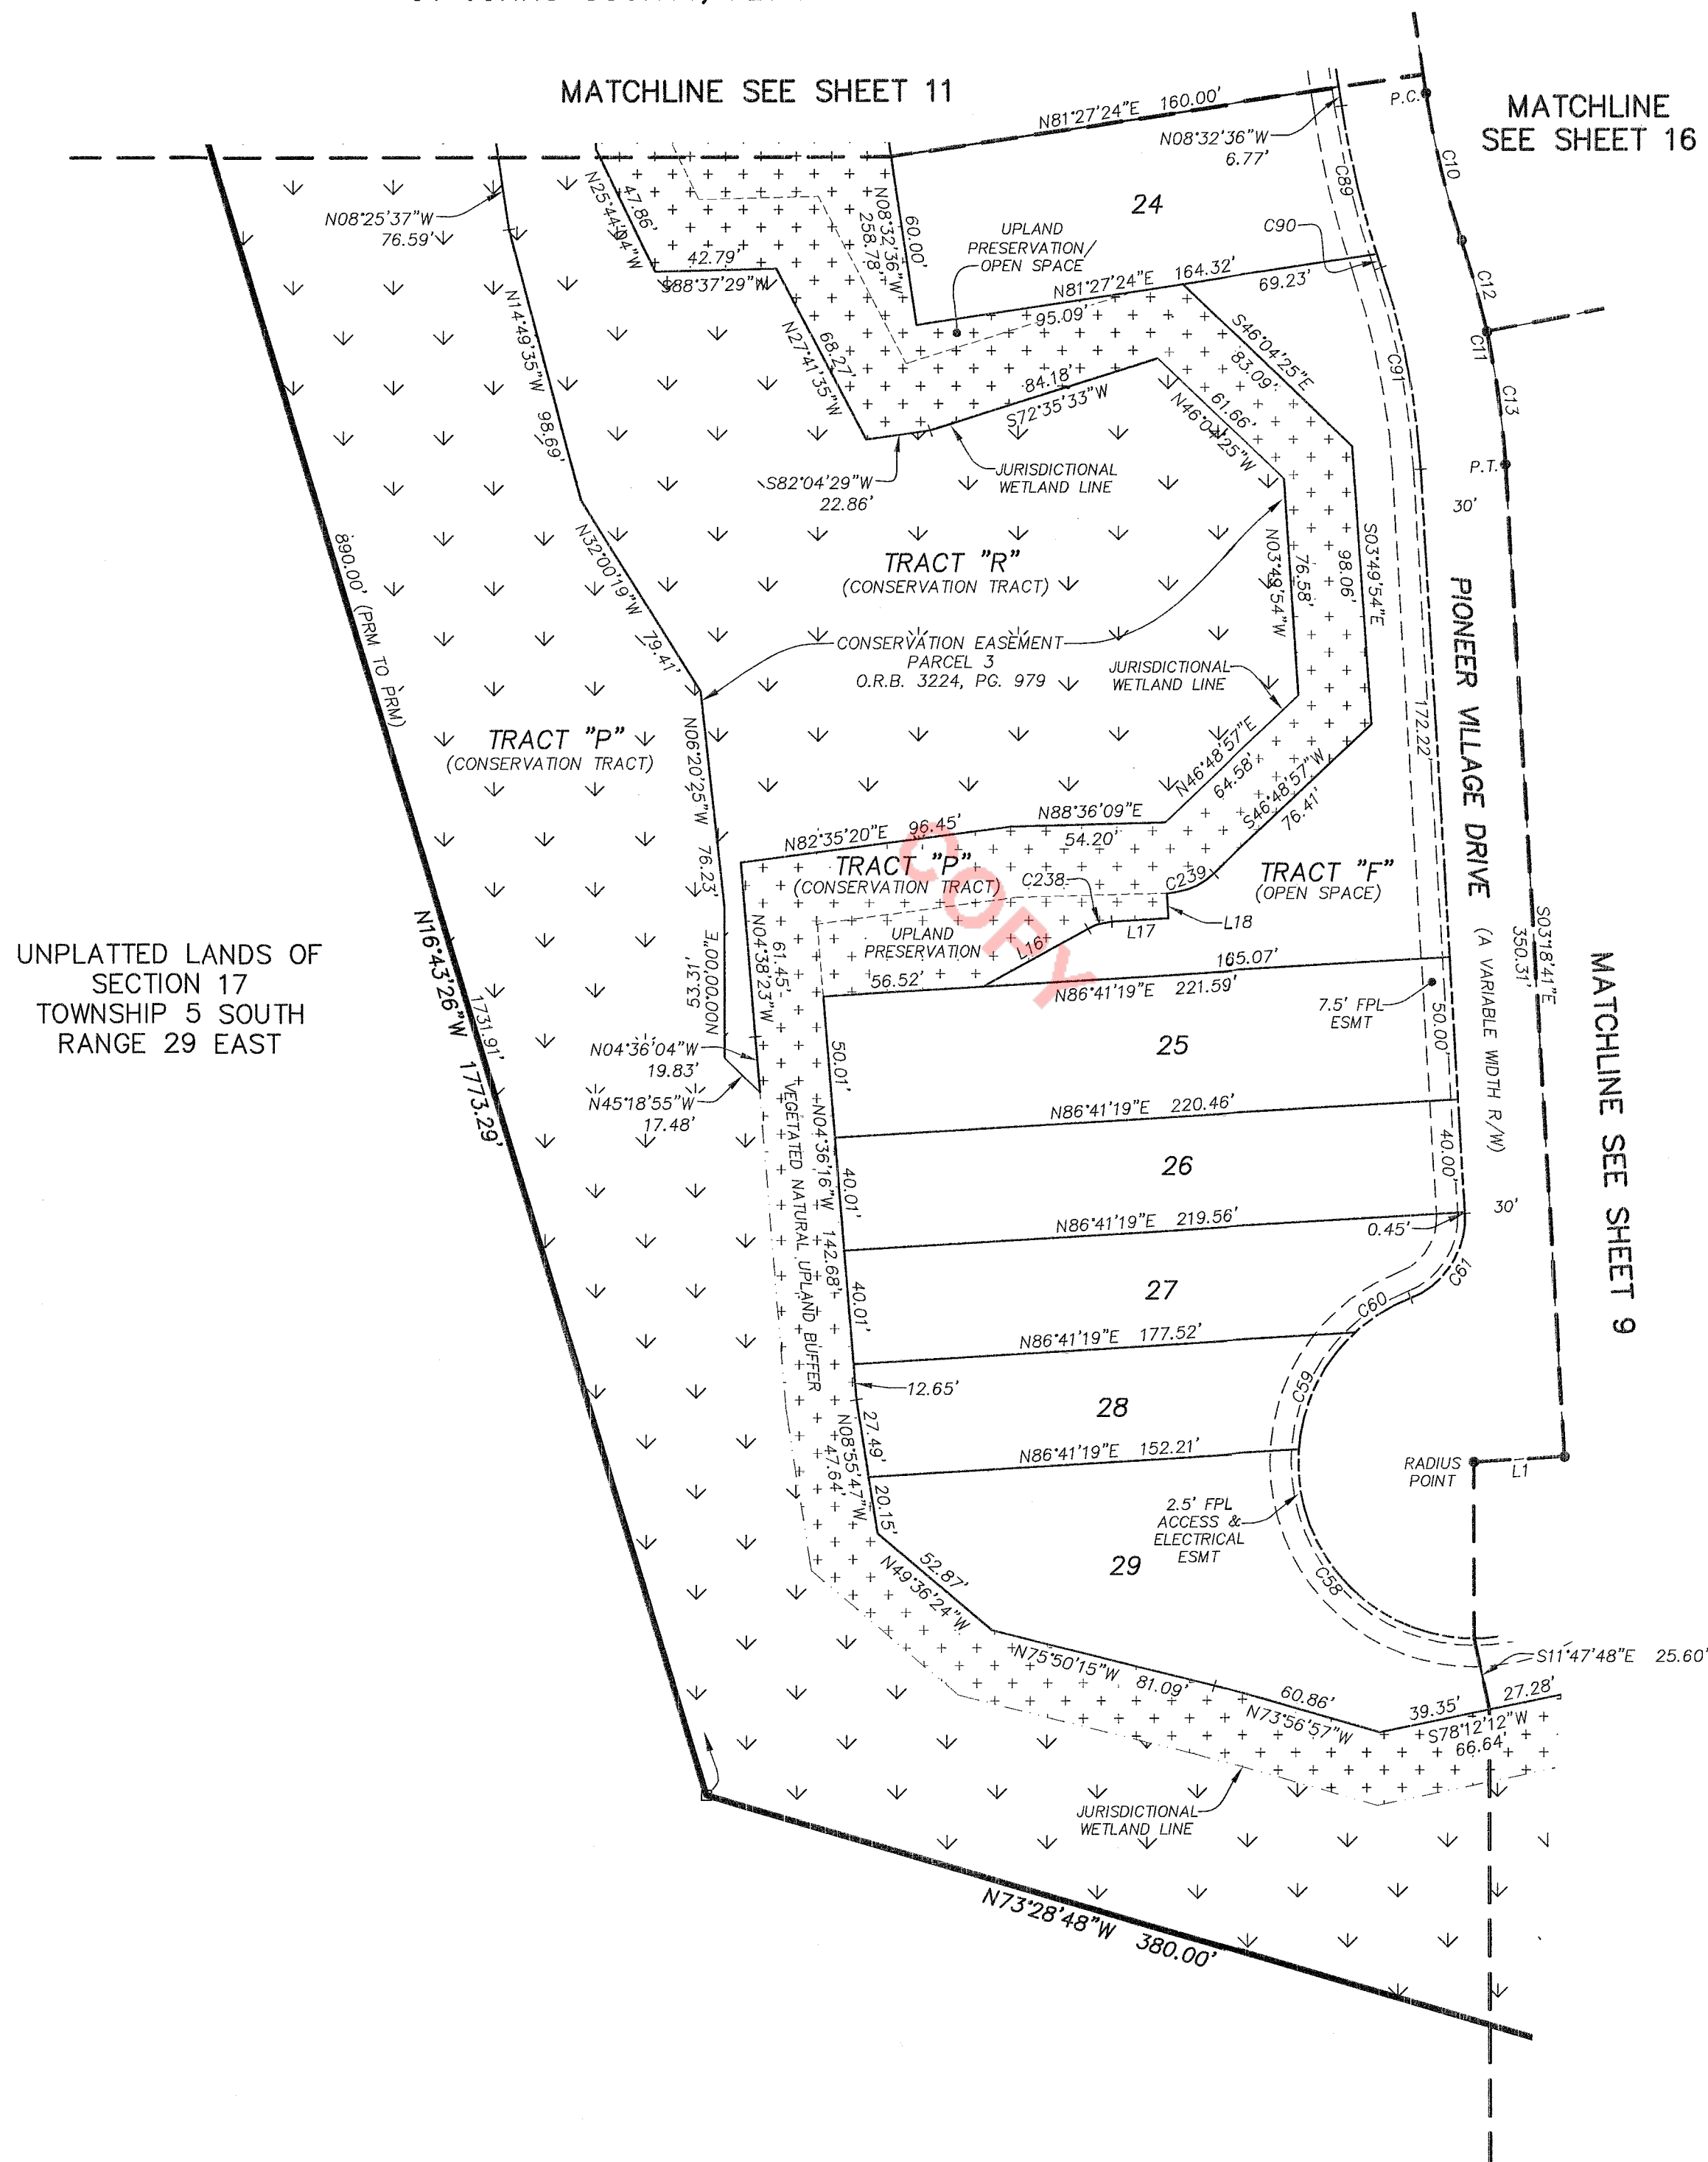 MATCHLINE SEE SHEET 11
MATCHLINE
SEE SHEET 16
N81°27'24"E 160.00'
P.C.
N08°32'36"W
6.77'
C10
C89
24
C90
N08°25'37"W
76.59'
N25°44'04"W
47.86'
42.79'
S88°37'29"W
N08°32'36"W
258.78'
60.00'
UPLAND
PRESERVATION/
OPEN SPACE
N81°27'24"E 164.32'
95.09'
69.23'
C12
C11
C13
C91
N14°49'35"W 98.69'
N27°41'35"W
68.27'
S46°04'25"E
83.09'
84.18'
S72°35'33"W
61.66'
N46°04'25"W
S82°04'29"W
22.86'
JURISDICTIONAL
WETLAND LINE
P.T.
30'
890.00' (PRM TO PRM)
N32°00'19"W 79.41'
TRACT "R"
(CONSERVATION TRACT)
N03°49'54"W
76.58'
98.06'
S03°49'54"E
CONSERVATION EASEMENT
PARCEL 3
O.R.B. 3224, PG. 979
JURISDICTIONAL
WETLAND LINE
PIONEER VILLAGE DRIVE (A VARIABLE WIDTH R/W)
172.22'
TRACT "P"
(CONSERVATION TRACT)
N06°20'25"W 76.23'
N46°48'57"E
64.58'
S46°48'57"W
76.41'
N82°35'20"E 96.45'
N88°36'09"E
54.20'
TRACT "P"
(CONSERVATION TRACT)
C238
C239
TRACT "F"
(OPEN SPACE)
L18
L17
L16
UPLAND
PRESERVATION
COPY
N04°38'23"W
61.45'
N00°00'00"E
55.31'
56.52'
165.07'
N86°41'19"E 221.59'
S03°18'41"E
350.31'
UNPLATTED LANDS OF
SECTION 17
TOWNSHIP 5 SOUTH
RANGE 29 EAST
N16°43'26"W 1773.29'
1731.91'
MATCHLINE SEE SHEET 9
7.5' FPL
ESMT
50.00'
25
50.01'
N04°36'04"W
19.83'
N45°18'55"W
17.48'
N86°41'19"E 220.46'
VEGETATED NATURAL UPLAND BUFFER
N04°36'16"W 142.68'
40.01'
26
40.00'
N86°41'19"E 219.56'
0.45'
30'
27
40.01'
C61
C60
N86°41'19"E 177.52'
12.65'
C59
28
27.49'
N08°55'47"W
47.64'
N86°41'19"E 152.21'
RADIUS
POINT
L1
20.15'
2.5' FPL
ACCESS &
ELECTRICAL
ESMT
29
C58
52.87'
N49°36'24"W
N75°50'15"W
81.09'
60.86'
N73°56'57"W
S11°47'48"E 25.60'
39.35'
27.28'
S78°12'12"W
66.64'
JURISDICTIONAL
WETLAND LINE
N73°28'48"W 380.00'